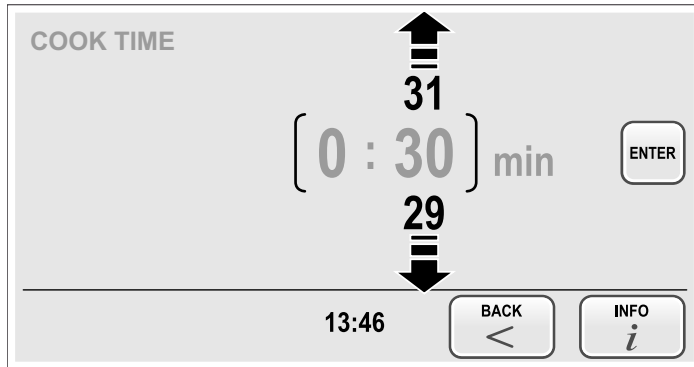 COOK TIME
31
[0 : 30] min
ENTER
29
13:46
BACK
<
INFO
i